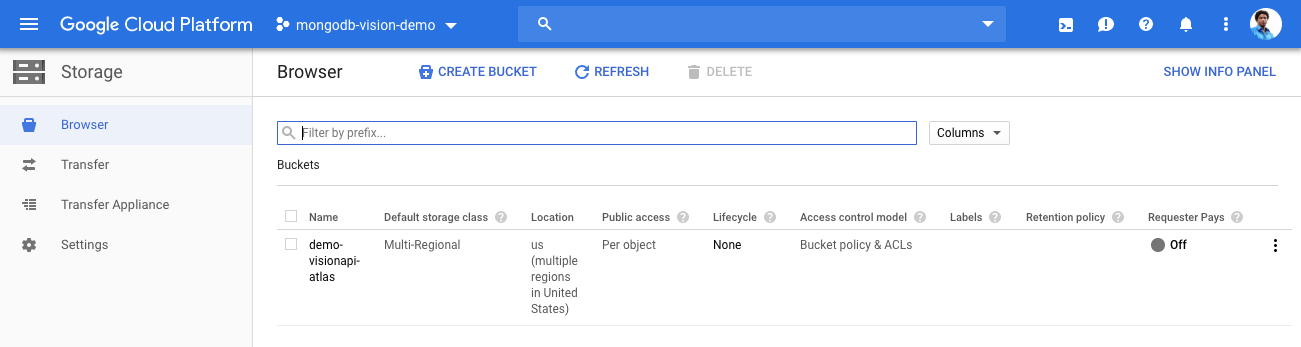 Google Cloud Platform
mongodb-vision-demo
Storage
Browser
CREATE BUCKET
REFRESH
DELETE
SHOW INFO PANEL
Browser
Transfer
Transfer Appliance
Settings
Filter by prefix...
Columns
Buckets
Name Default storage class Location Public access Lifecycle Access control model Labels Retention policy Requester Pays
demo- Multi-Regional us Per object None Bucket policy & ACLs Off
visionapi- (multiple
atlas regions
in United
States)